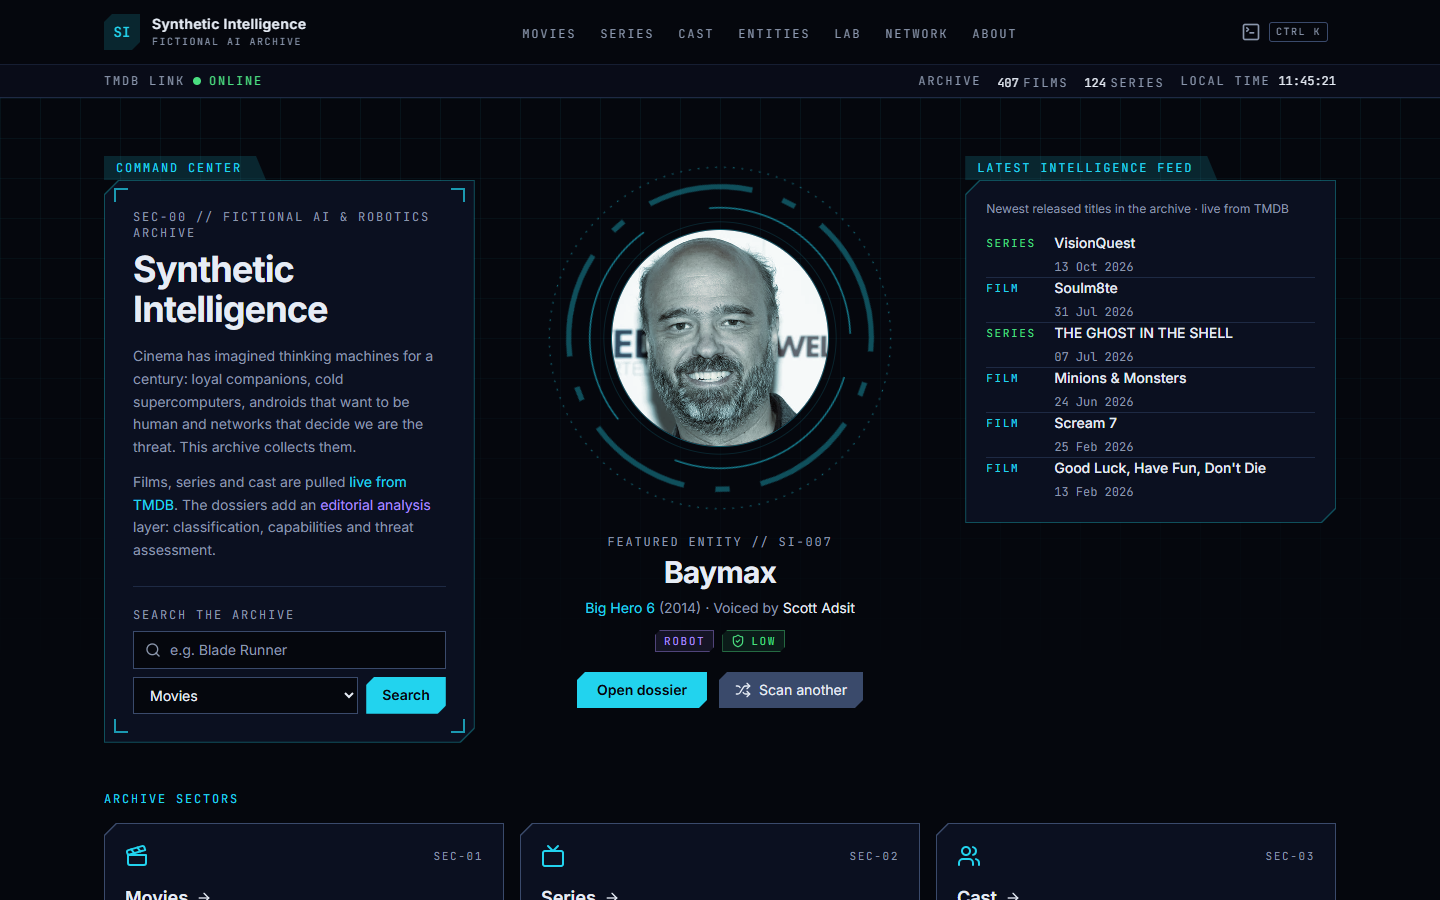 SI
Synthetic Intelligence
FICTIONAL AI ARCHIVE
MOVIES
SERIES
CAST
ENTITIES
LAB
NETWORK
ABOUT
CTRL K
TMDB LINK
ONLINE
ARCHIVE
407 FILMS
124 SERIES
LOCAL TIME 11:45:21
COMMAND CENTER
SEC-00 // FICTIONAL AI & ROBOTICS
ARCHIVE
Synthetic
Intelligence
Cinema has imagined thinking machines for a
century: loyal companions, cold
supercomputers, androids that want to be
human and networks that decide we are the
threat. This archive collects them.
Films, series and cast are pulled live from
TMDB. The dossiers add an editorial analysis
layer: classification, capabilities and threat
assessment.
SEARCH THE ARCHIVE
e.g. Blade Runner
Movies
Search
ED
WEL
FEATURED ENTITY // SI-007
Baymax
Big Hero 6 (2014) · Voiced by Scott Adsit
ROBOT
LOW
Open dossier
Scan another
LATEST INTELLIGENCE FEED
Newest released titles in the archive · live from TMDB
SERIES
VisionQuest
13 Oct 2026
FILM
Soulm8te
31 Jul 2026
SERIES
THE GHOST IN THE SHELL
07 Jul 2026
FILM
Minions & Monsters
24 Jun 2026
FILM
Scream 7
25 Feb 2026
FILM
Good Luck, Have Fun, Don't Die
13 Feb 2026
ARCHIVE SECTORS
SEC-01
Movies →
SEC-02
Series →
SEC-03
Cast →